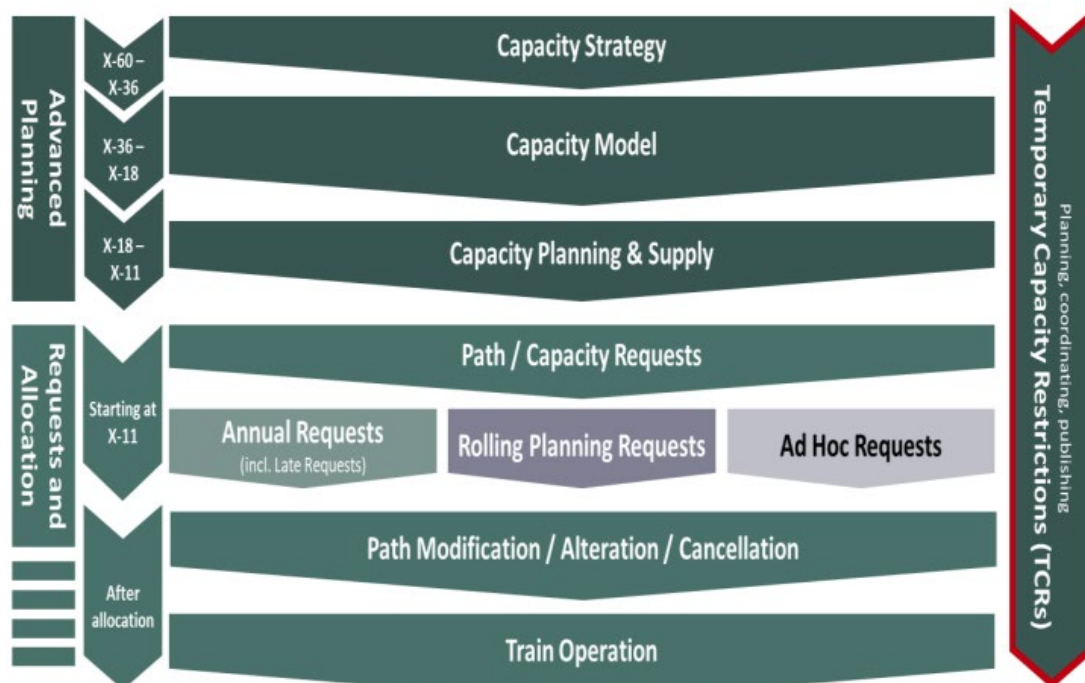 Advanced
Planning
X-60 –
X-36
Capacity Strategy
X-36 –
X-18
Capacity Model
X-18 –
X-11
Capacity Planning & Supply
Requests and
Allocation
Starting at
X-11
Path / Capacity Requests
Annual Requests
(incl. Late Requests)
Rolling Planning Requests
Ad Hoc Requests
After
allocation
Path Modification / Alteration / Cancellation
Train Operation
Temporary Capacity Restrictions (TCRs)
Planning, coordinating, publishing